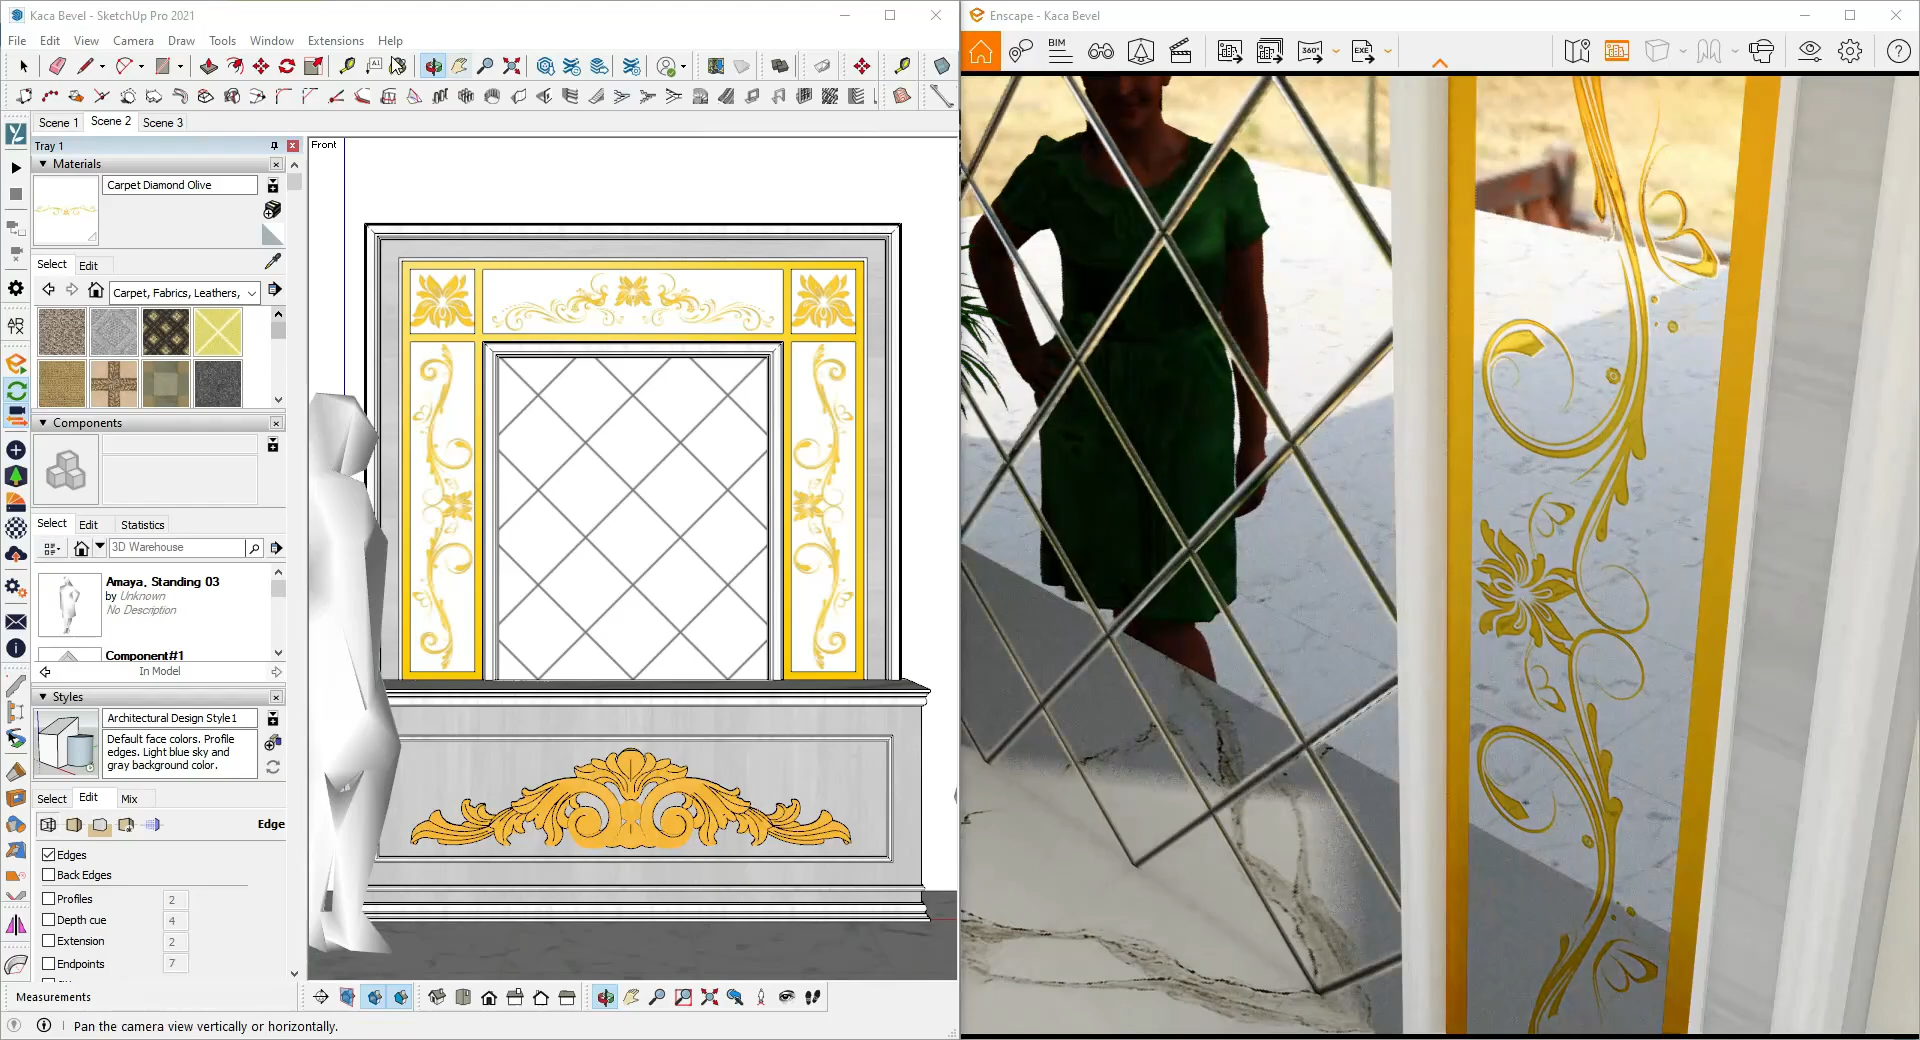 Kaca Bevel - SketchUp Pro 2021
File Edit View Camera Draw Tools Window Extensions Help
Scene 1 Scene 2 Scene 3
Tray 1
Materials
Carpet Diamond Olive
Select Edit
Carpet, Fabrics, Leathers,
Components
Select Edit Statistics
3D Warehouse
Amaya, Standing 03
by Unknown
No Description
Component#1
In Model
Styles
Architectural Design Style1
Default face colors. Profile
edges. Light blue sky and
gray background color.
Select Edit Mix
Edge
Edges
Back Edges
Profiles 2
Depth cue 4
Extension 2
Endpoints 7
Measurements
Pan the camera view vertically or horizontally.
Front
Enscape - Kaca Bevel
BIM
360°
EXE